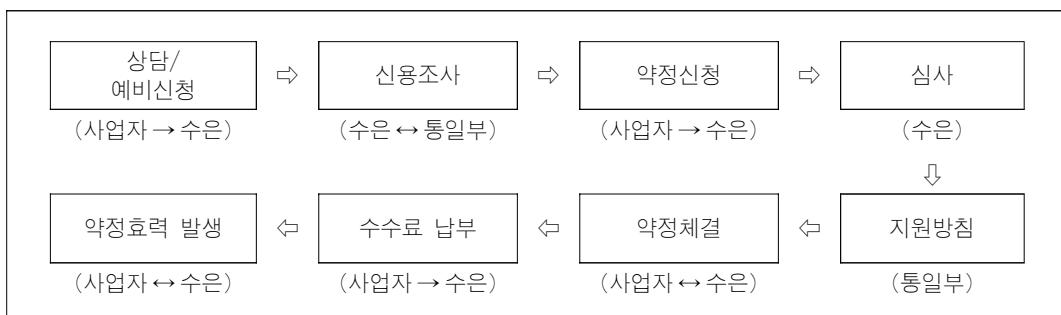 상담/
예비신청
⇨
신용조사
⇨
약정신청
⇨
심사
(사업자 → 수은)
(수은 ↔ 통일부)
(사업자 → 수은)
(수은)
⇩
약정효력 발생
⇦
수수료 납부
⇦
약정체결
⇦
지원방침
(사업자 ↔ 수은)
(사업자 → 수은)
(사업자 ↔ 수은)
(통일부)